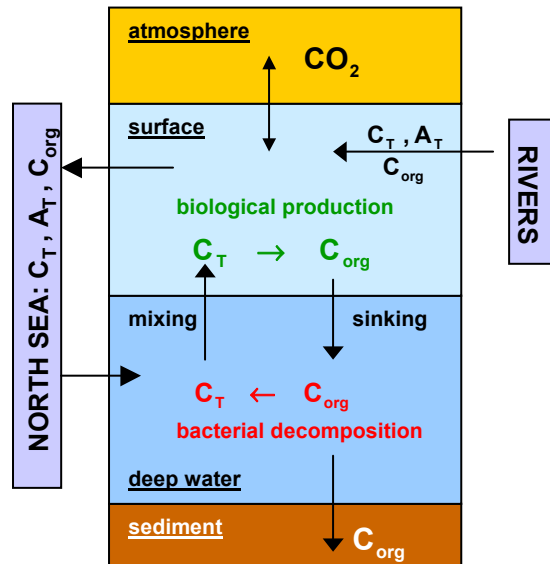 atmosphere
CO₂
surface
C_T , A_T
C_org
RIVERS
NORTH SEA: C_T , A_T , C_org
biological production
C_T → C_org
mixing
sinking
C_T ← C_org
bacterial decomposition
deep water
sediment
C_org